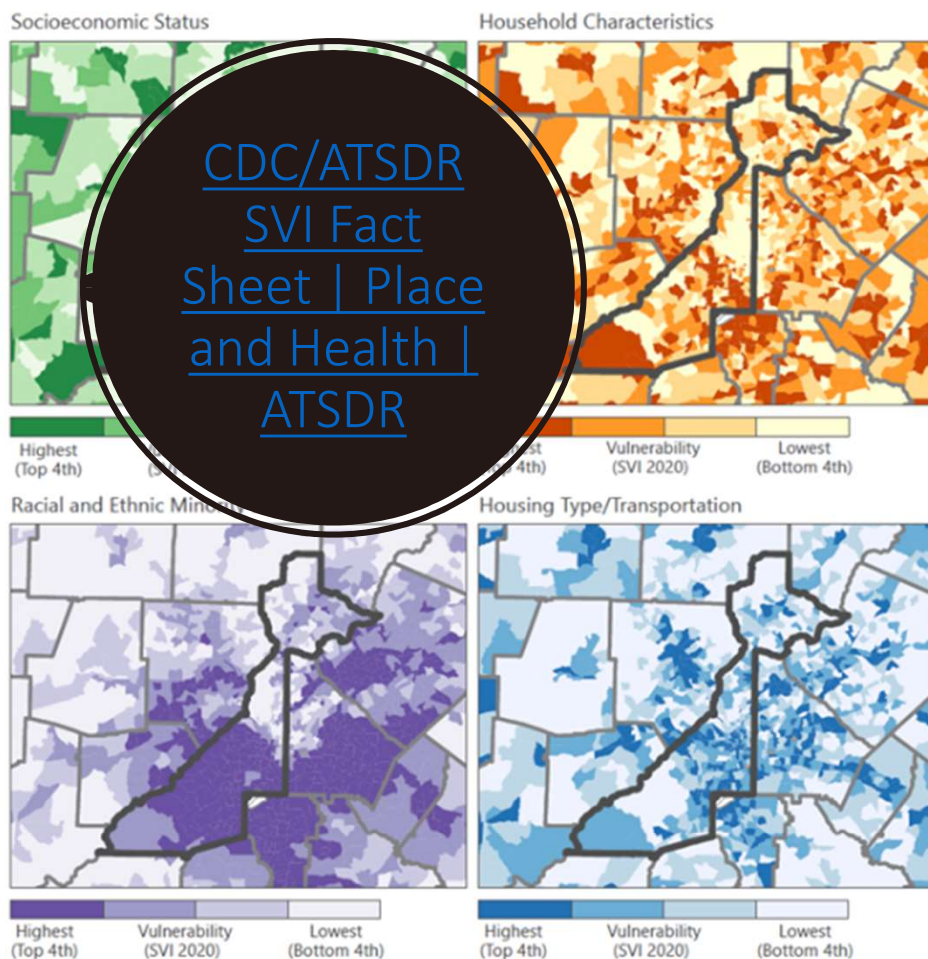 Socioeconomic Status
Household Characteristics
CDC/ATSDR
SVI Fact
Sheet | Place
and Health |
ATSDR
Highest
(Top 4th)
Vulnerability
(SVI 2020)
Lowest
(Bottom 4th)
Racial and Ethnic
Housing Type/Transportation
Highest
(Top 4th)
Vulnerability
(SVI 2020)
Lowest
(Bottom 4th)
Highest
(Top 4th)
Vulnerability
(SVI 2020)
Lowest
(Bottom 4th)